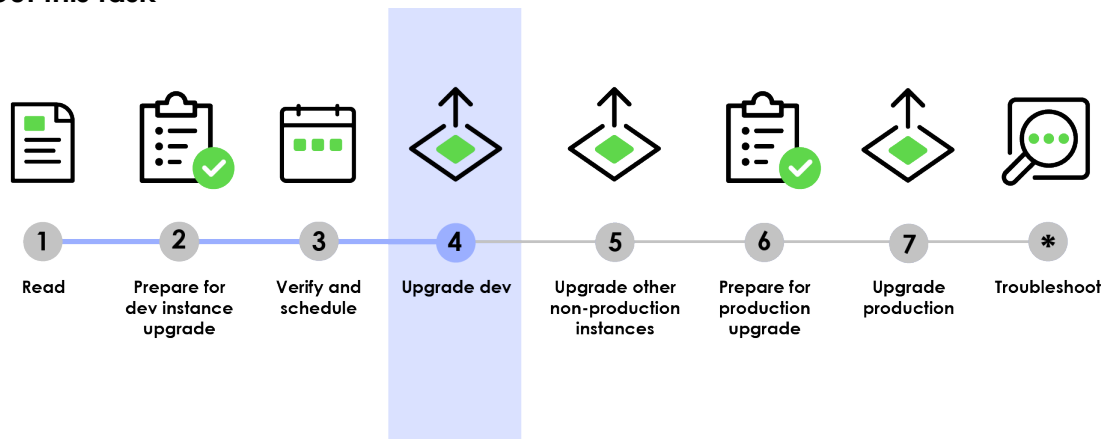 this
1
2
3
4
5
6
7
*
Read
Prepare for
dev instance
upgrade
Verify and
schedule
Upgrade dev
Upgrade other
non-production
instances
Prepare for
production
upgrade
Upgrade
production
Troubleshoot